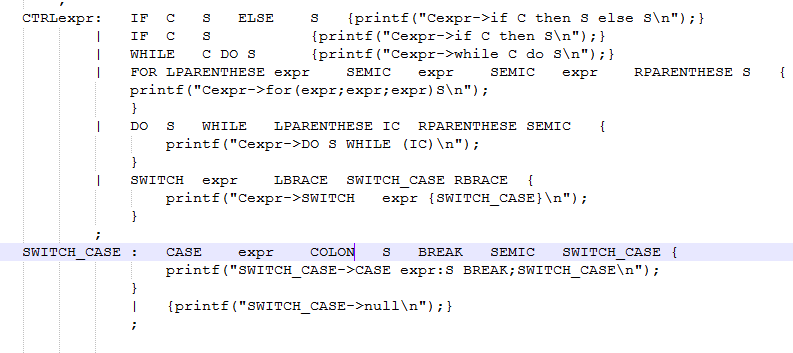 ;
CTRLexpr: IF C S ELSE S {printf("Cexpr->if C then S else S\n");}
| IF C S {printf("Cexpr->if C then S\n");}
| WHILE C DO S {printf("Cexpr->while C do S\n");}
| FOR LPARENTHESE expr SEMIC expr SEMIC expr RPARENTHESE S {
printf("Cexpr->for(expr;expr;expr)S\n");
}
| DO S WHILE LPARENTHESE IC RPARENTHESE SEMIC {
printf("Cexpr->DO S WHILE (IC)\n");
}
| SWITCH expr LBRACE SWITCH_CASE RBRACE {
printf("Cexpr->SWITCH expr {SWITCH_CASE}\n");
}
;
SWITCH_CASE : CASE expr COLON S BREAK SEMIC SWITCH_CASE {
printf("SWITCH_CASE->CASE expr:S BREAK;SWITCH_CASE\n");
}
| {printf("SWITCH_CASE->null\n");}
;